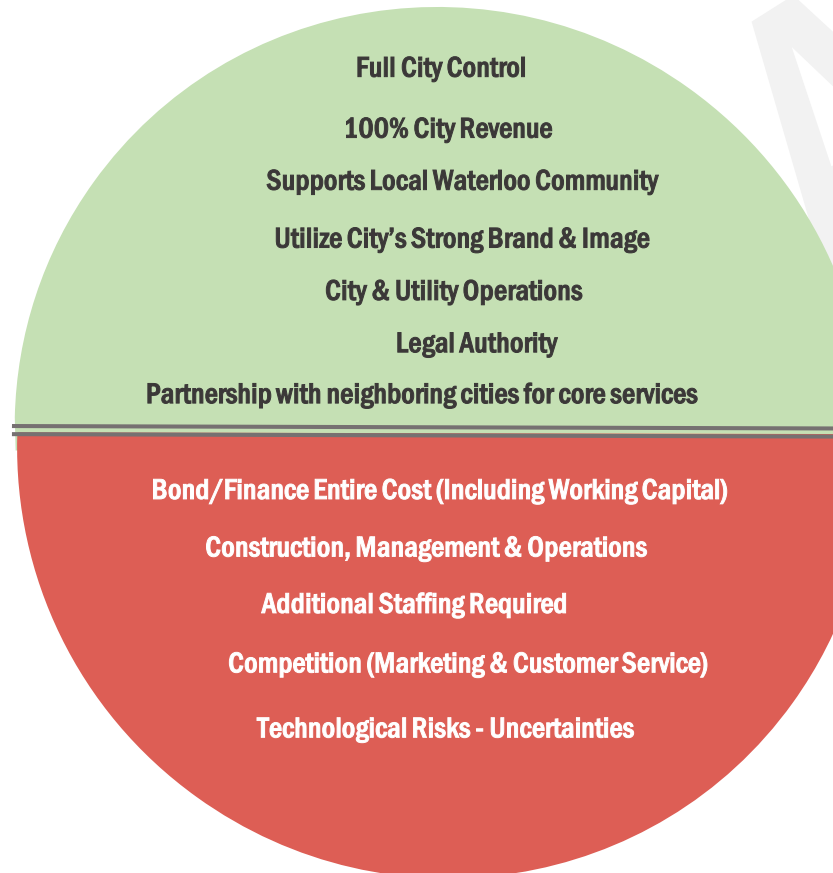 Full City Control
100% City Revenue
Supports Local Waterloo Community
Utilize City’s Strong Brand & Image
City & Utility Operations
Legal Authority
Partnership with neighboring cities for core services
Bond/Finance Entire Cost (Including Working Capital)
Construction, Management & Operations
Additional Staffing Required
Competition (Marketing & Customer Service)
Technological Risks - Uncertainties